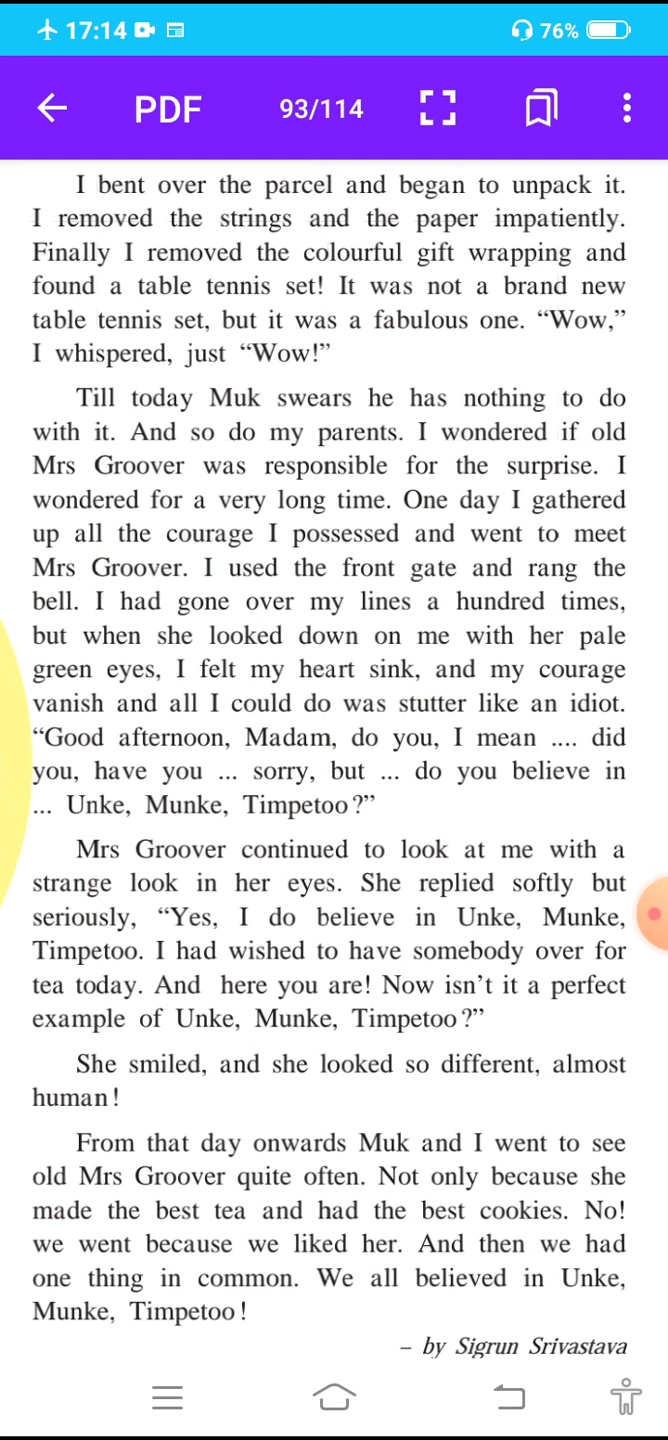 17:14
76%
PDF 93/114
I bent over the parcel and began to unpack it.
I removed the strings and the paper impatiently.
Finally I removed the colourful gift wrapping and
found a table tennis set! It was not a brand new
table tennis set, but it was a fabulous one. “Wow,”
I whispered, just “Wow!”
Till today Muk swears he has nothing to do
with it. And so do my parents. I wondered if old
Mrs Groover was responsible for the surprise. I
wondered for a very long time. One day I gathered
up all the courage I possessed and went to meet
Mrs Groover. I used the front gate and rang the
bell. I had gone over my lines a hundred times,
but when she looked down on me with her pale
green eyes, I felt my heart sink, and my courage
vanish and all I could do was stutter like an idiot.
“Good afternoon, Madam, do you, I mean .... did
you, have you ... sorry, but ... do you believe in
... Unke, Munke, Timpetoo?”
Mrs Groover continued to look at me with a
strange look in her eyes. She replied softly but
seriously, “Yes, I do believe in Unke, Munke,
Timpetoo. I had wished to have somebody over for
tea today. And here you are! Now isn’t it a perfect
example of Unke, Munke, Timpetoo?”
She smiled, and she looked so different, almost
human!
From that day onwards Muk and I went to see
old Mrs Groover quite often. Not only because she
made the best tea and had the best cookies. No!
we went because we liked her. And then we had
one thing in common. We all believed in Unke,
Munke, Timpetoo!
– by Sigrun Srivastava